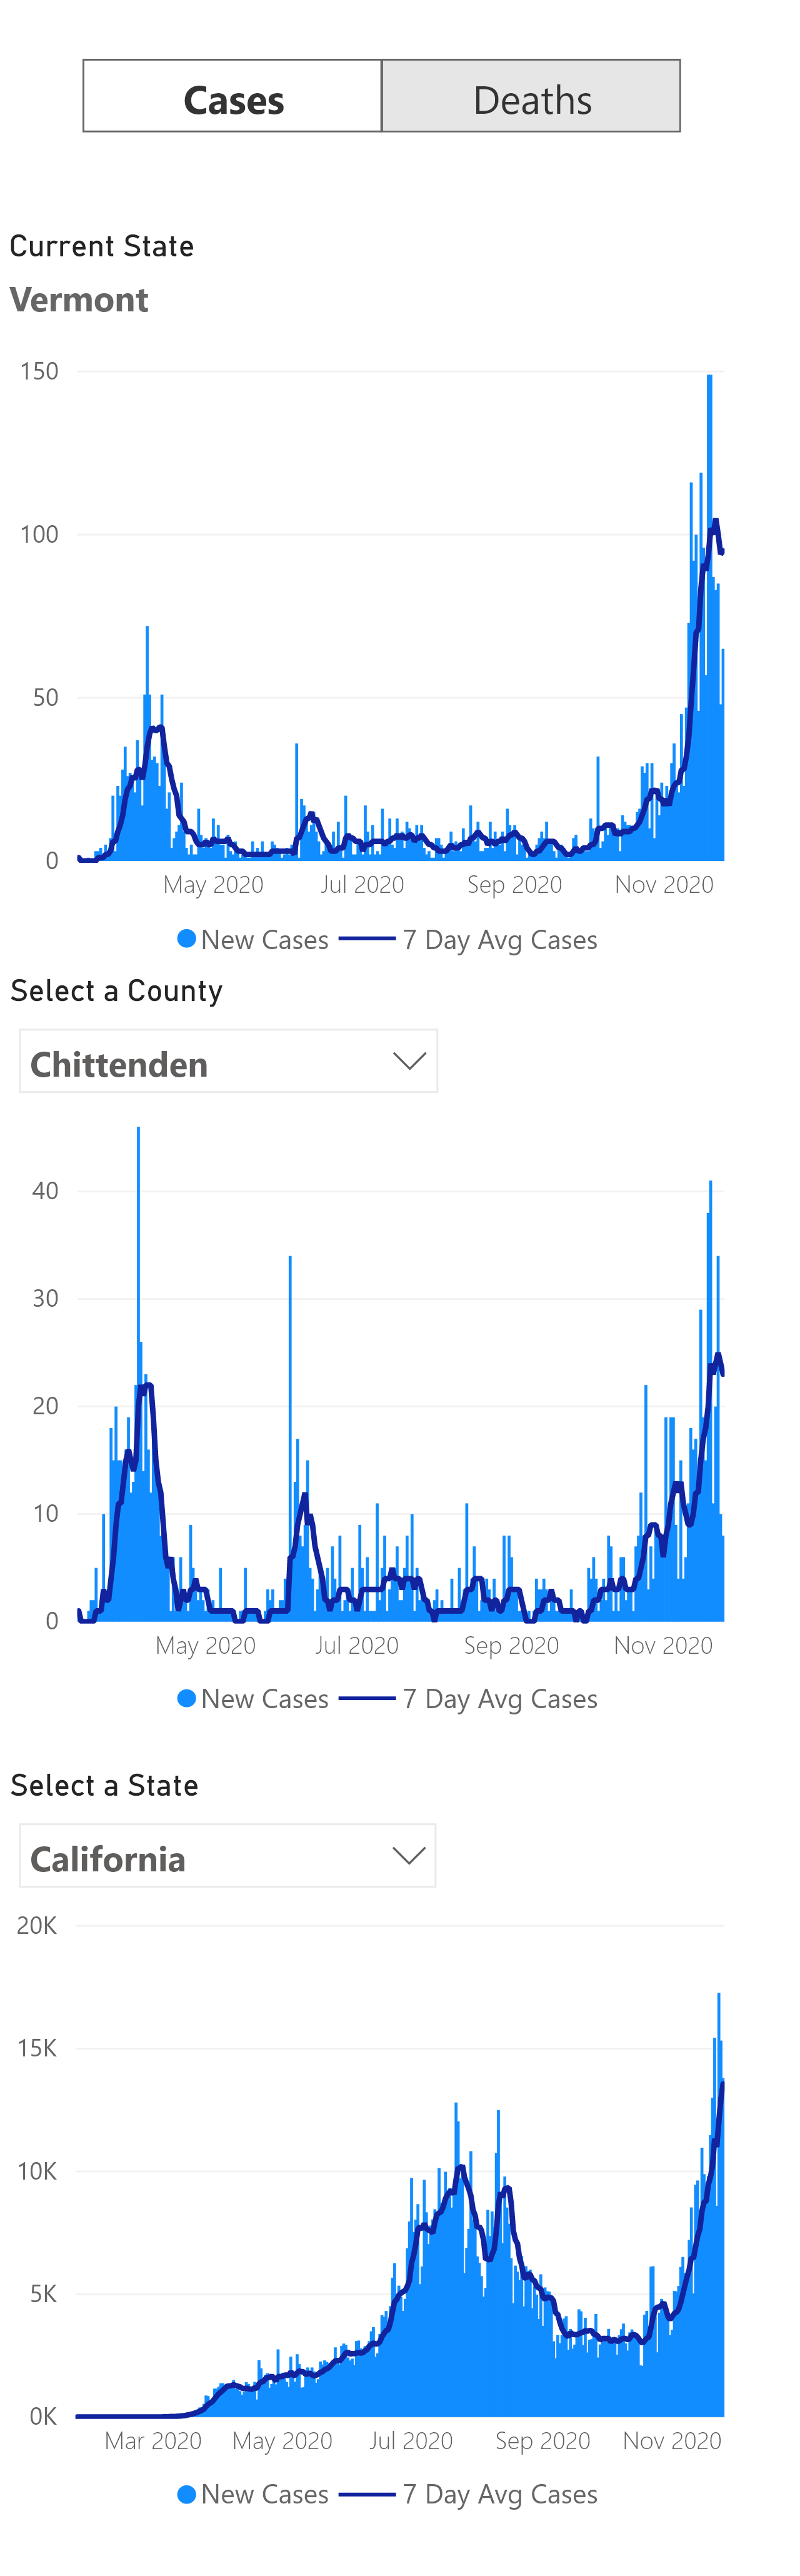 Cases Deaths
Current State
Vermont
150
100
50
0
May 2020 Jul 2020 Sep 2020 Nov 2020
New Cases 7 Day Avg Cases
Select a County
Chittenden
40
30
20
10
0
May 2020 Jul 2020 Sep 2020 Nov 2020
New Cases 7 Day Avg Cases
Select a State
California
20K
15K
10K
5K
0K
Mar 2020 May 2020 Jul 2020 Sep 2020 Nov 2020
New Cases 7 Day Avg Cases